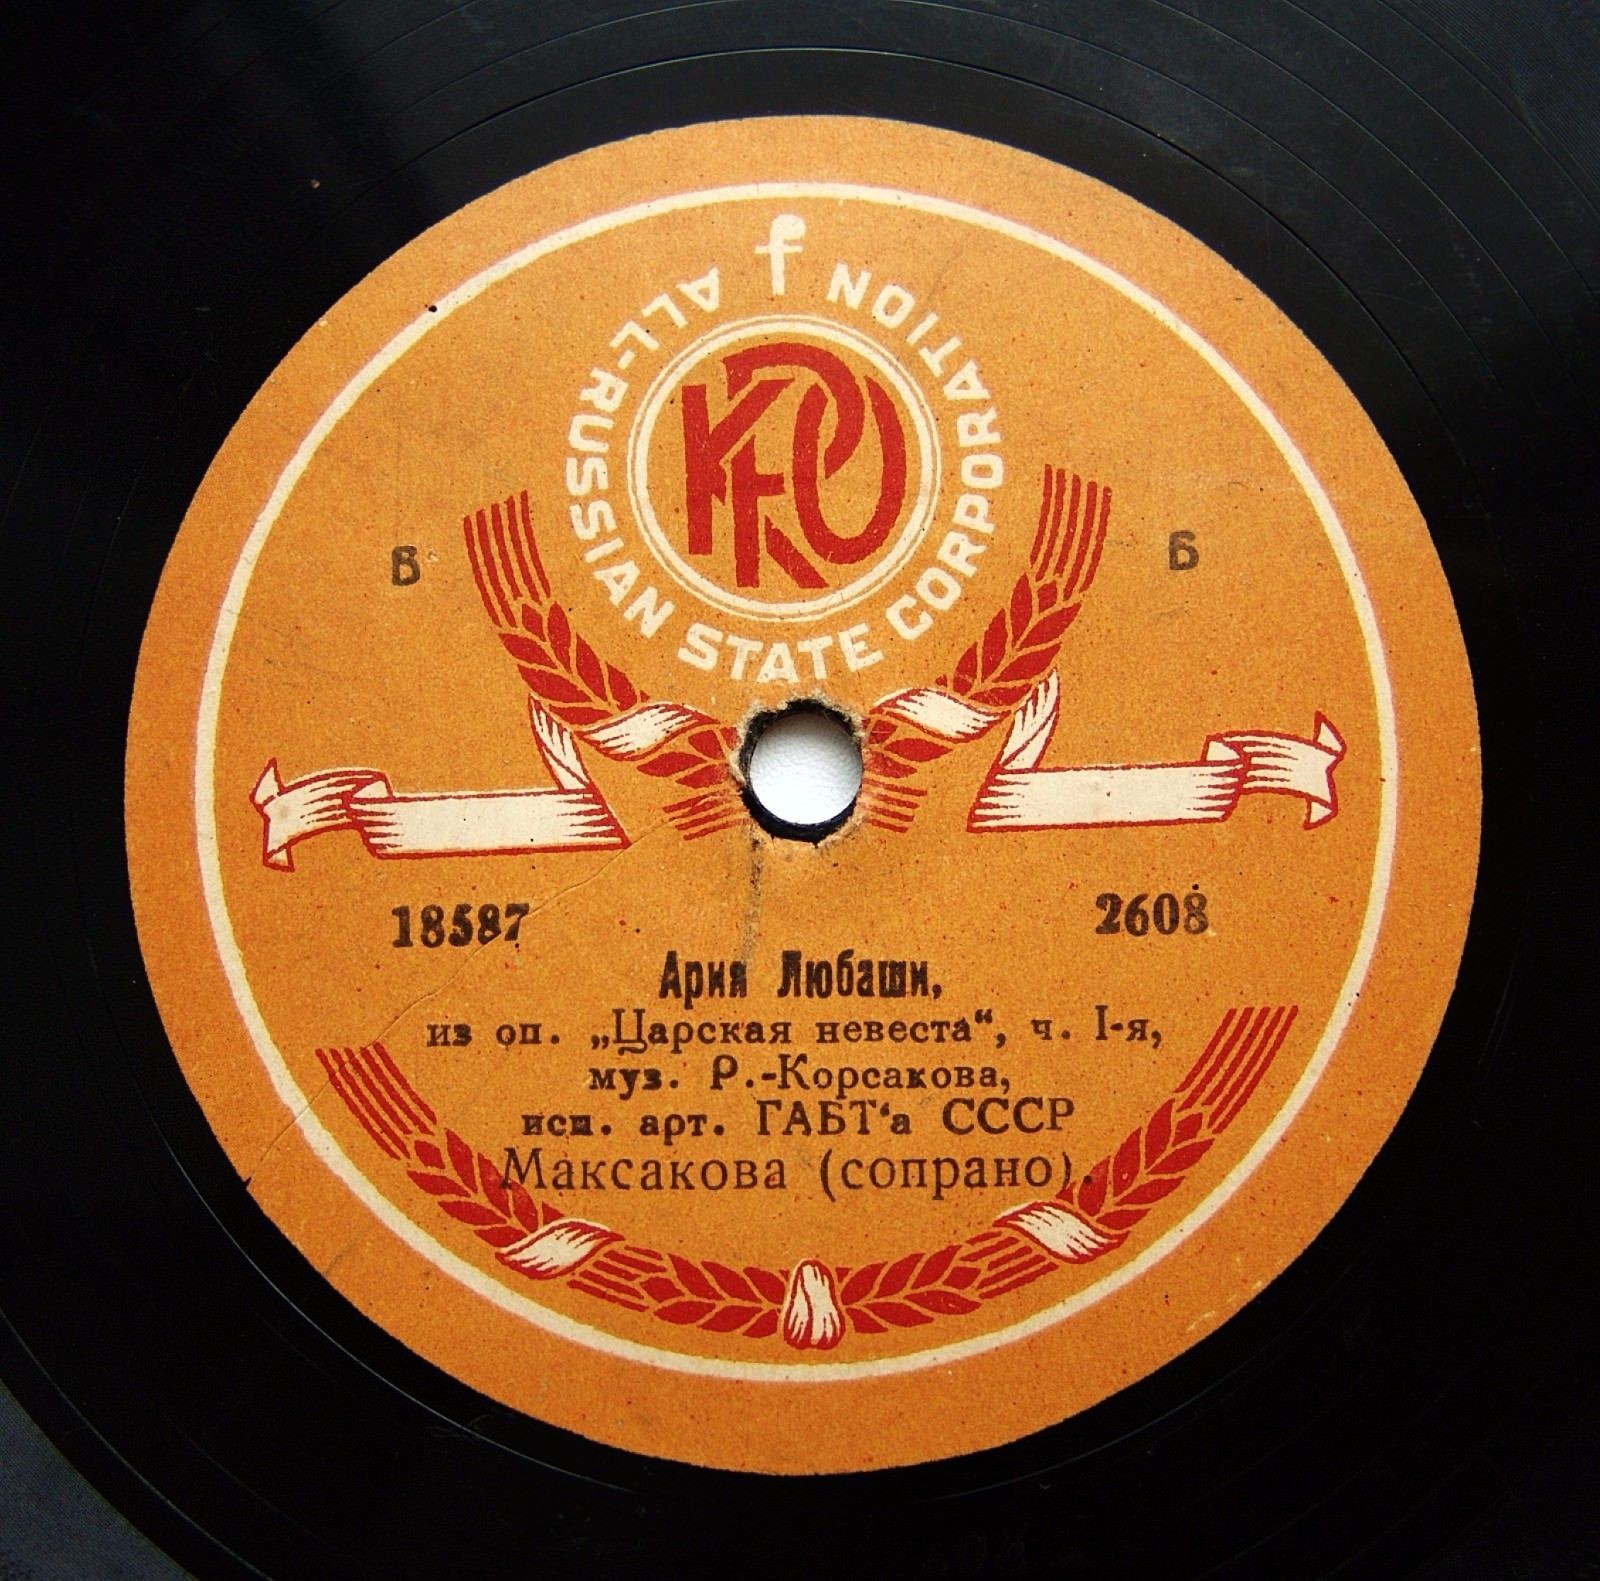 ALL-RUSSIAN STATE CORPORATION
Б Б
18587 2608
Ария Любаши,
из оп. „Царская невеста“, ч. I-я,
муз. Р.-Корсакова,
исп. арт. ГАБТ‘а СССР
Максакова (сопрано).